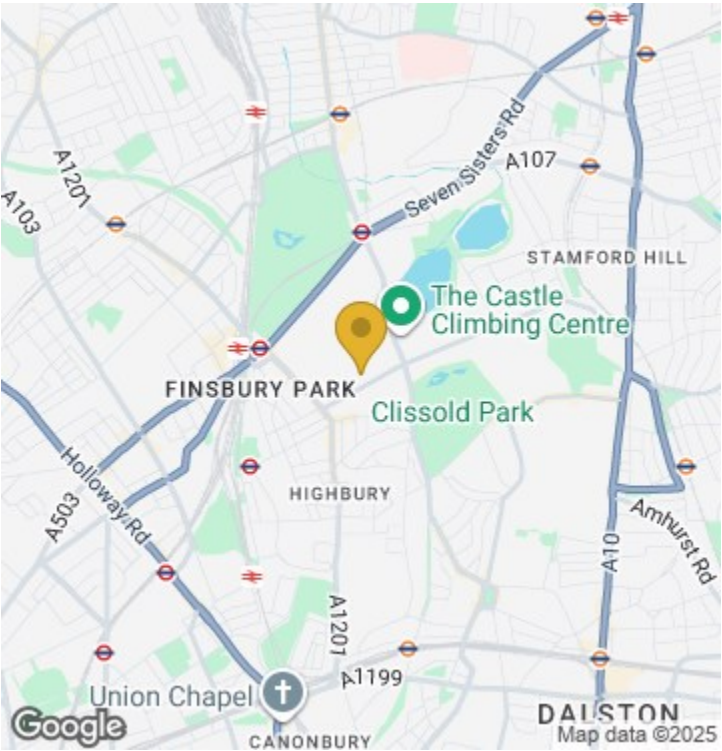 Seven Sisters Rd
A107
A1201
A103
STAMFORD HILL
The Castle
Climbing Centre
FINSBURY PARK
Clissold Park
HIGHBURY
Holloway Rd
A503
Amhurst Rd
A10
A1201
A1199
Union Chapel
DALSTON
Google
Map data ©2025
CANONBURY